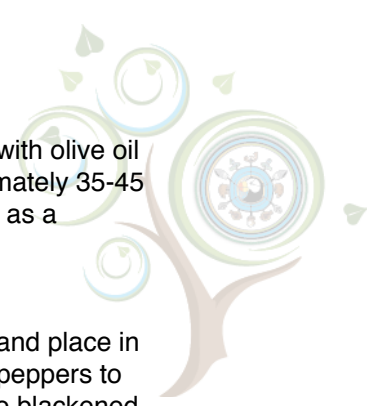 with olive oil
mately 35-45
as a
and place in
peppers to
blackened